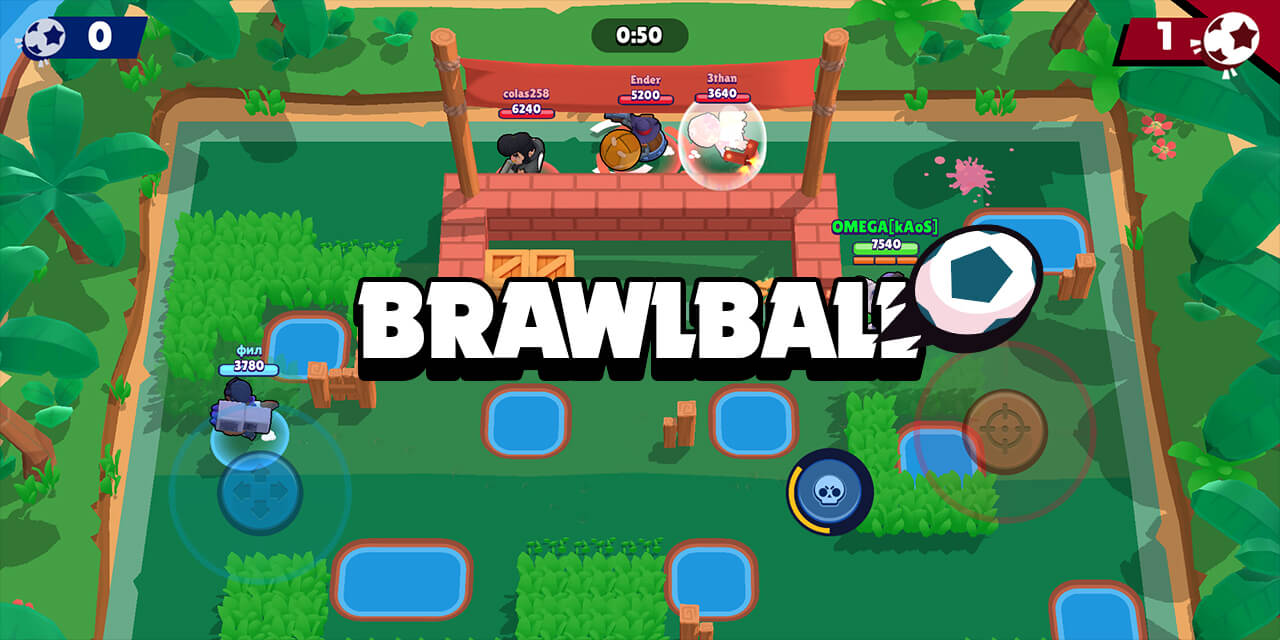 0
0:50
1
colas258
6240
Ender
5200
3than
3640
OMEGA[kAoS]
7540
BRAWLBALL
фил
3780